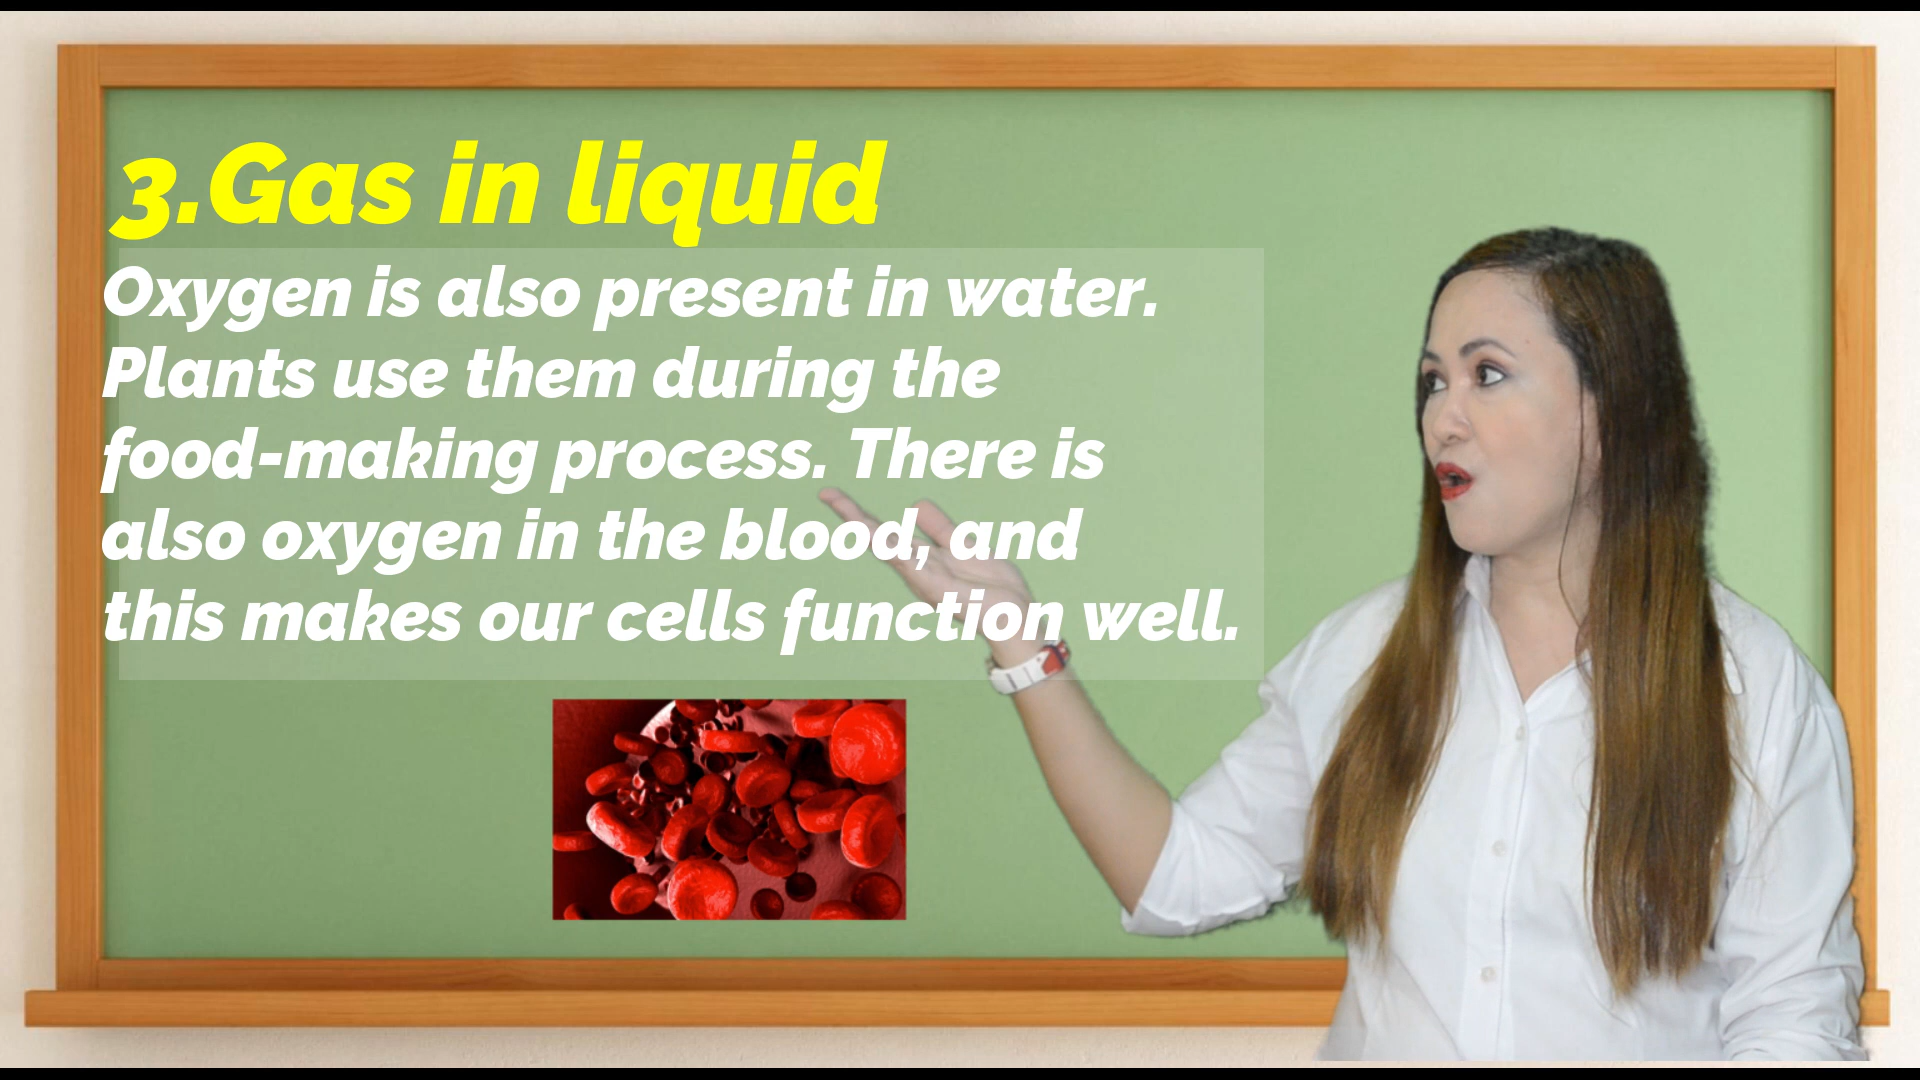 3.Gas in liquid
Oxygen is also present in water.
Plants use them during the
food-making process. There is
also oxygen in the blood, and
this makes our cells function well.